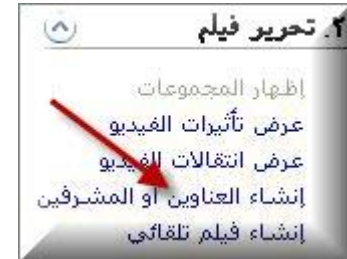 ٢. تحرير فيلم
إظهار المجموعات
عرض تأثيرات الفيديو
عرض انتقالات الفيديو
إنشاء العناوين أو المشرفين
إنشاء فيلم تلقائي